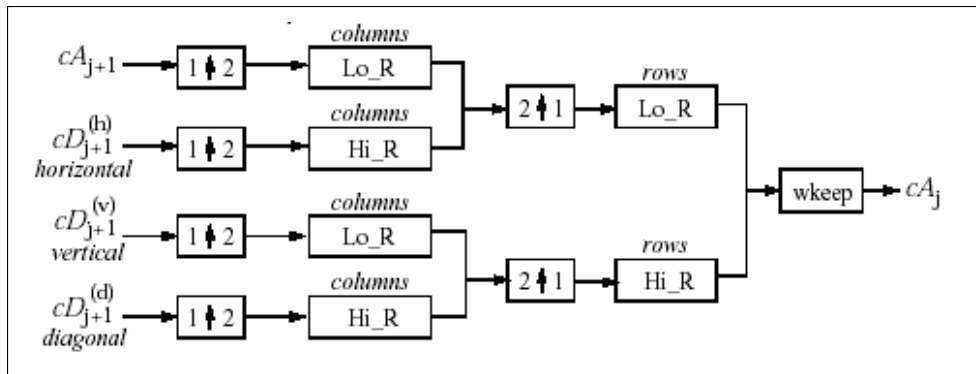 columns
cA j+1
1 ↑ 2
Lo_R
columns
rows
2 ↑ 1
Lo_R
cD j+1 (h)
horizontal
1 ↑ 2
Hi_R
wkeep
cA j
columns
cD j+1 (v)
vertical
1 ↑ 2
Lo_R
columns
rows
2 ↑ 1
Hi_R
cD j+1 (d)
diagonal
1 ↑ 2
Hi_R